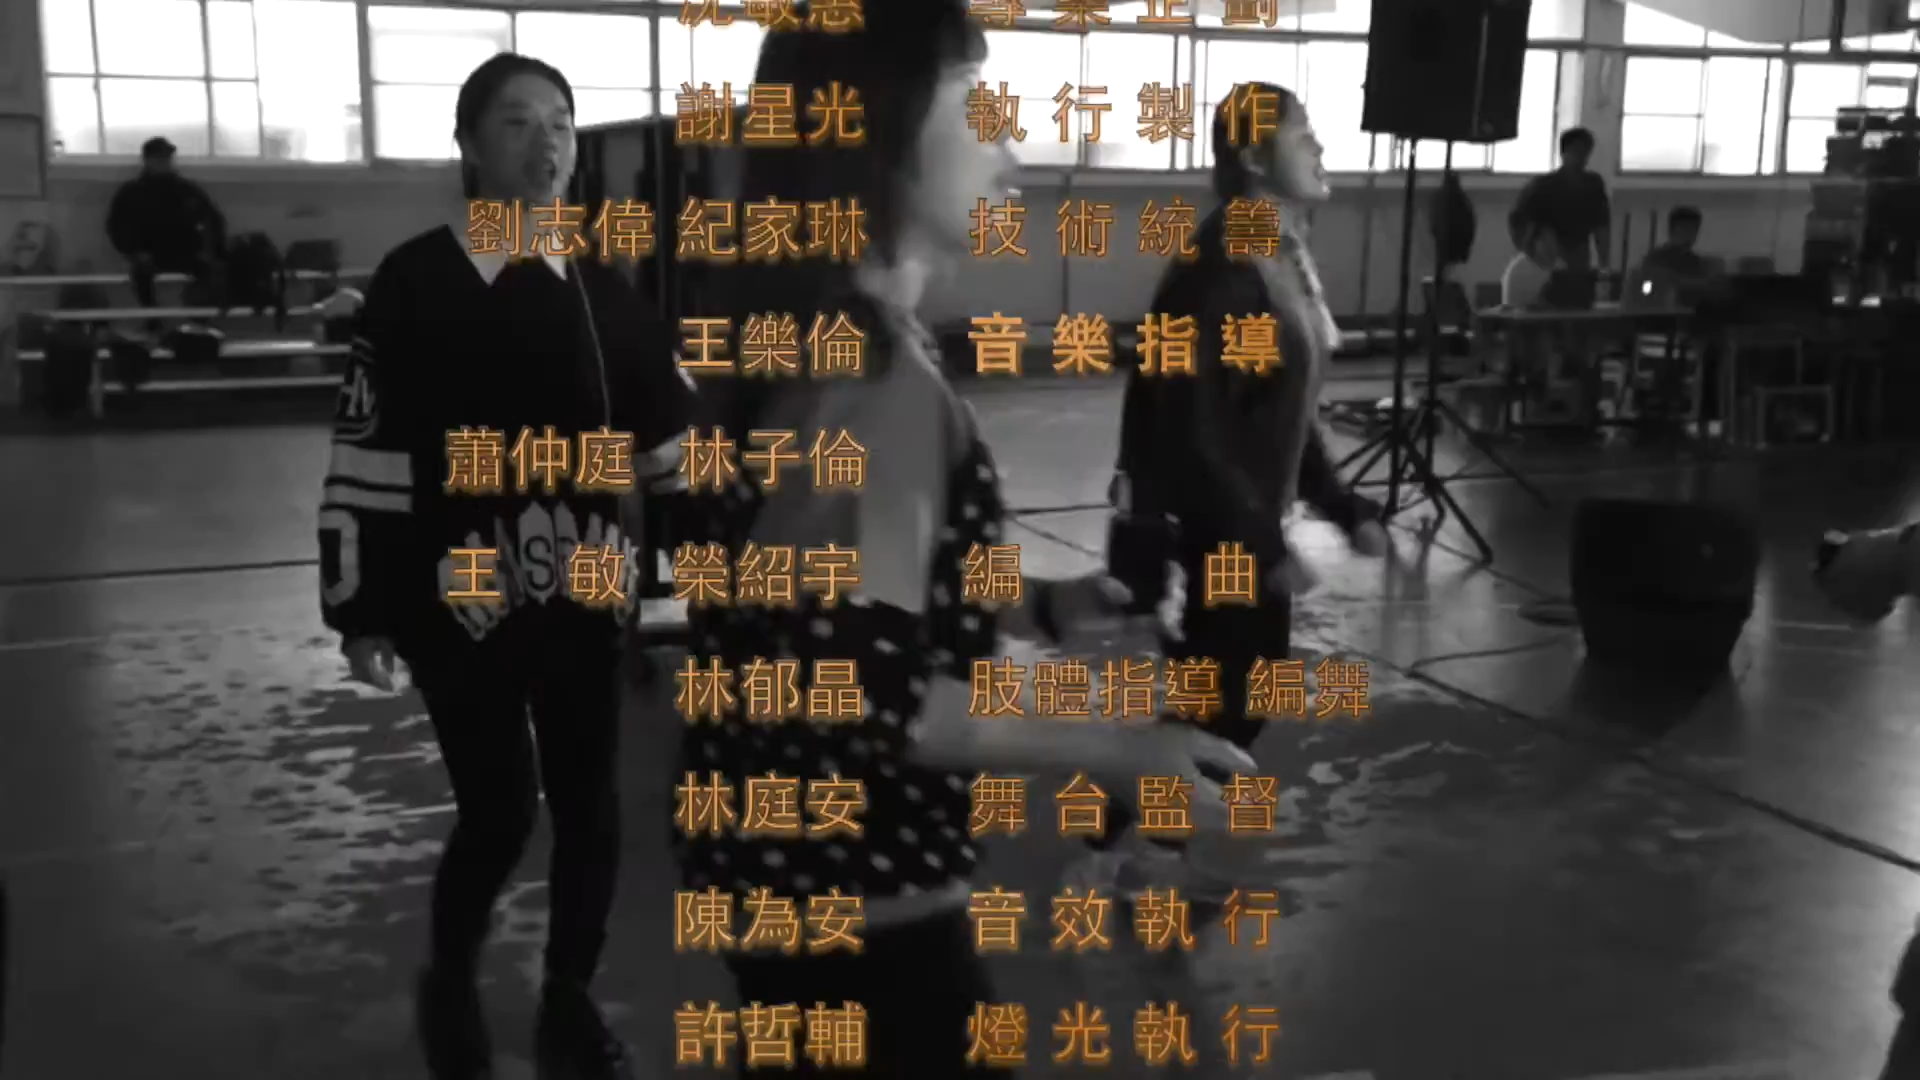 謝星光 執行製作
劉志偉 紀家琳 技術統籌
王樂倫 音樂指導
蕭仲庭 林子倫
王敏 榮紹宇 編曲
林郁晶 肢體指導 編舞
林庭安 舞台監督
陳為安 音效執行
許哲輔 燈光執行